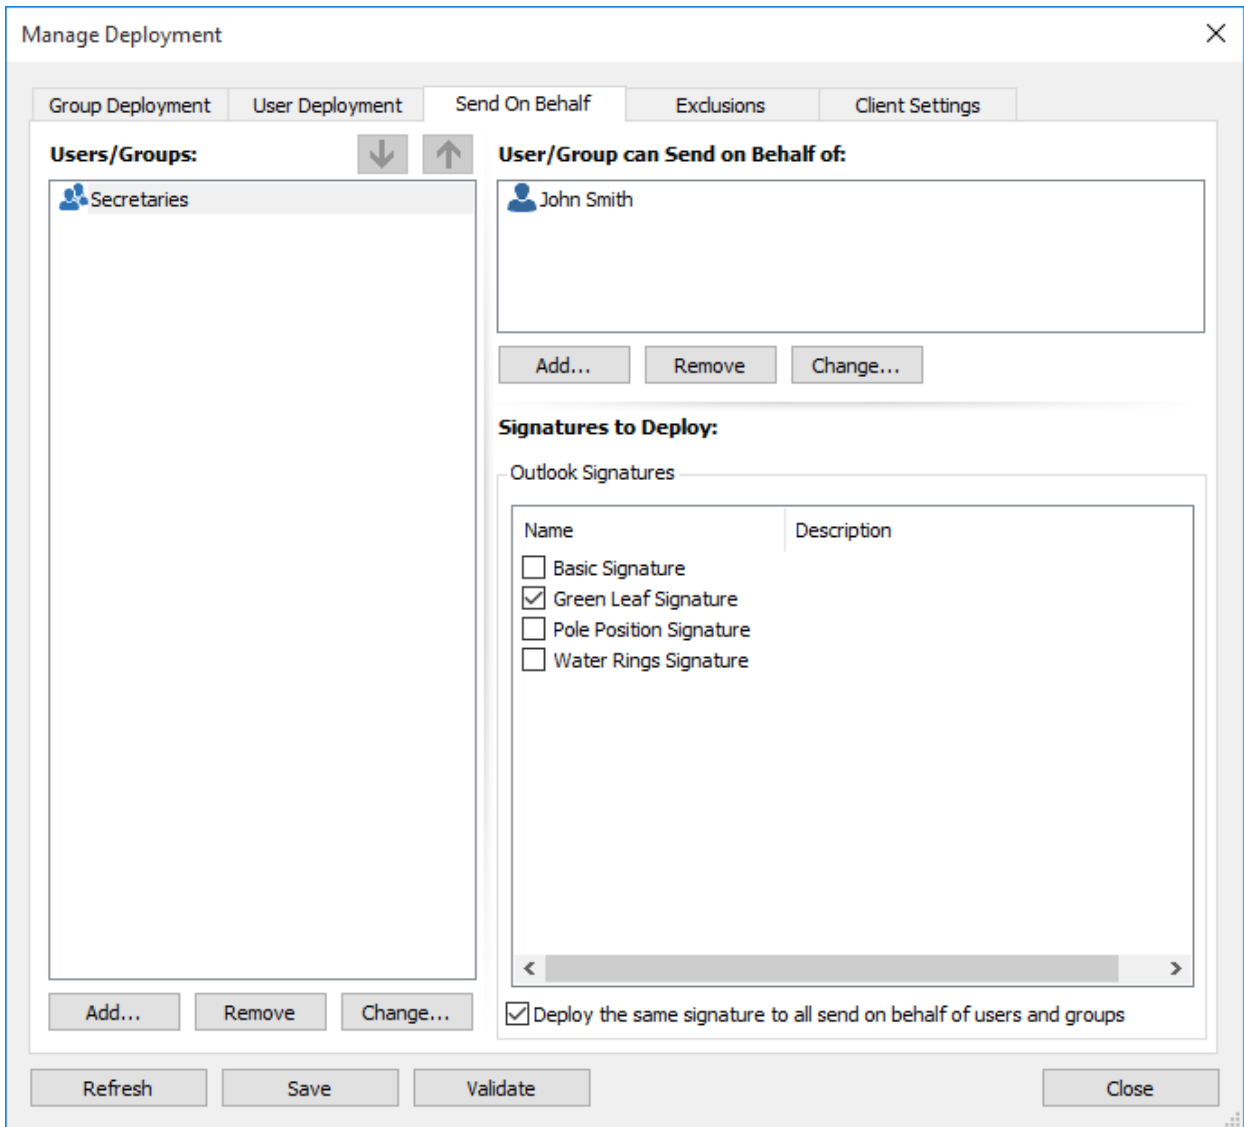 Manage Deployment
Group Deployment
User Deployment
Send On Behalf
Exclusions
Client Settings
Users/Groups:
Secretaries
Add...
Remove
Change...
User/Group can Send on Behalf of:
John Smith
Add...
Remove
Change...
Signatures to Deploy:
Outlook Signatures
Name
Description
Basic Signature
Green Leaf Signature
Pole Position Signature
Water Rings Signature
Deploy the same signature to all send on behalf of users and groups
Refresh
Save
Validate
Close